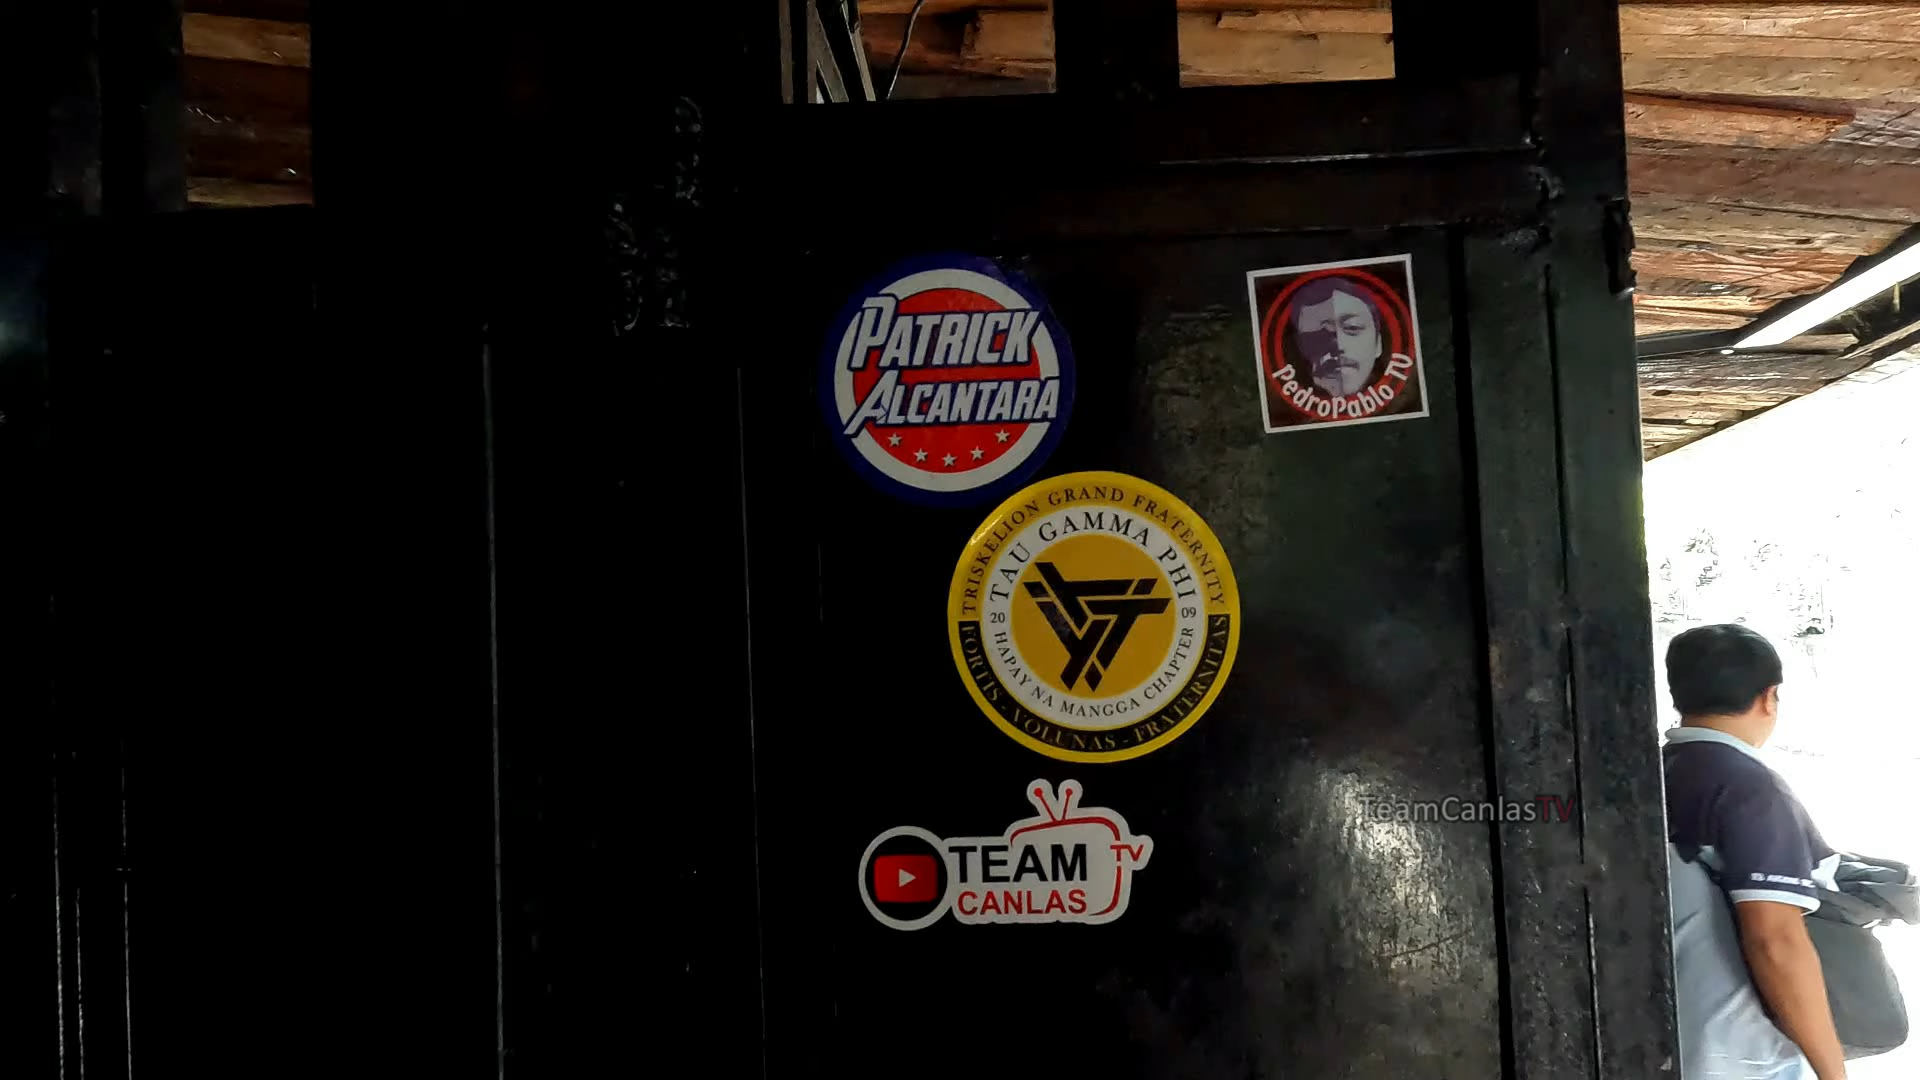 PATRICK
ALCANTARA
PedroPablo TV
TRISKELION GRAND FRATERNITY
TAU GAMMA PHI
20 09
HAPAY NA MANGGA CHAPTER
FORTIS - VOLUNAS - FRATERNITAS
TEAM TV
CANLAS
TeamCanlasTV